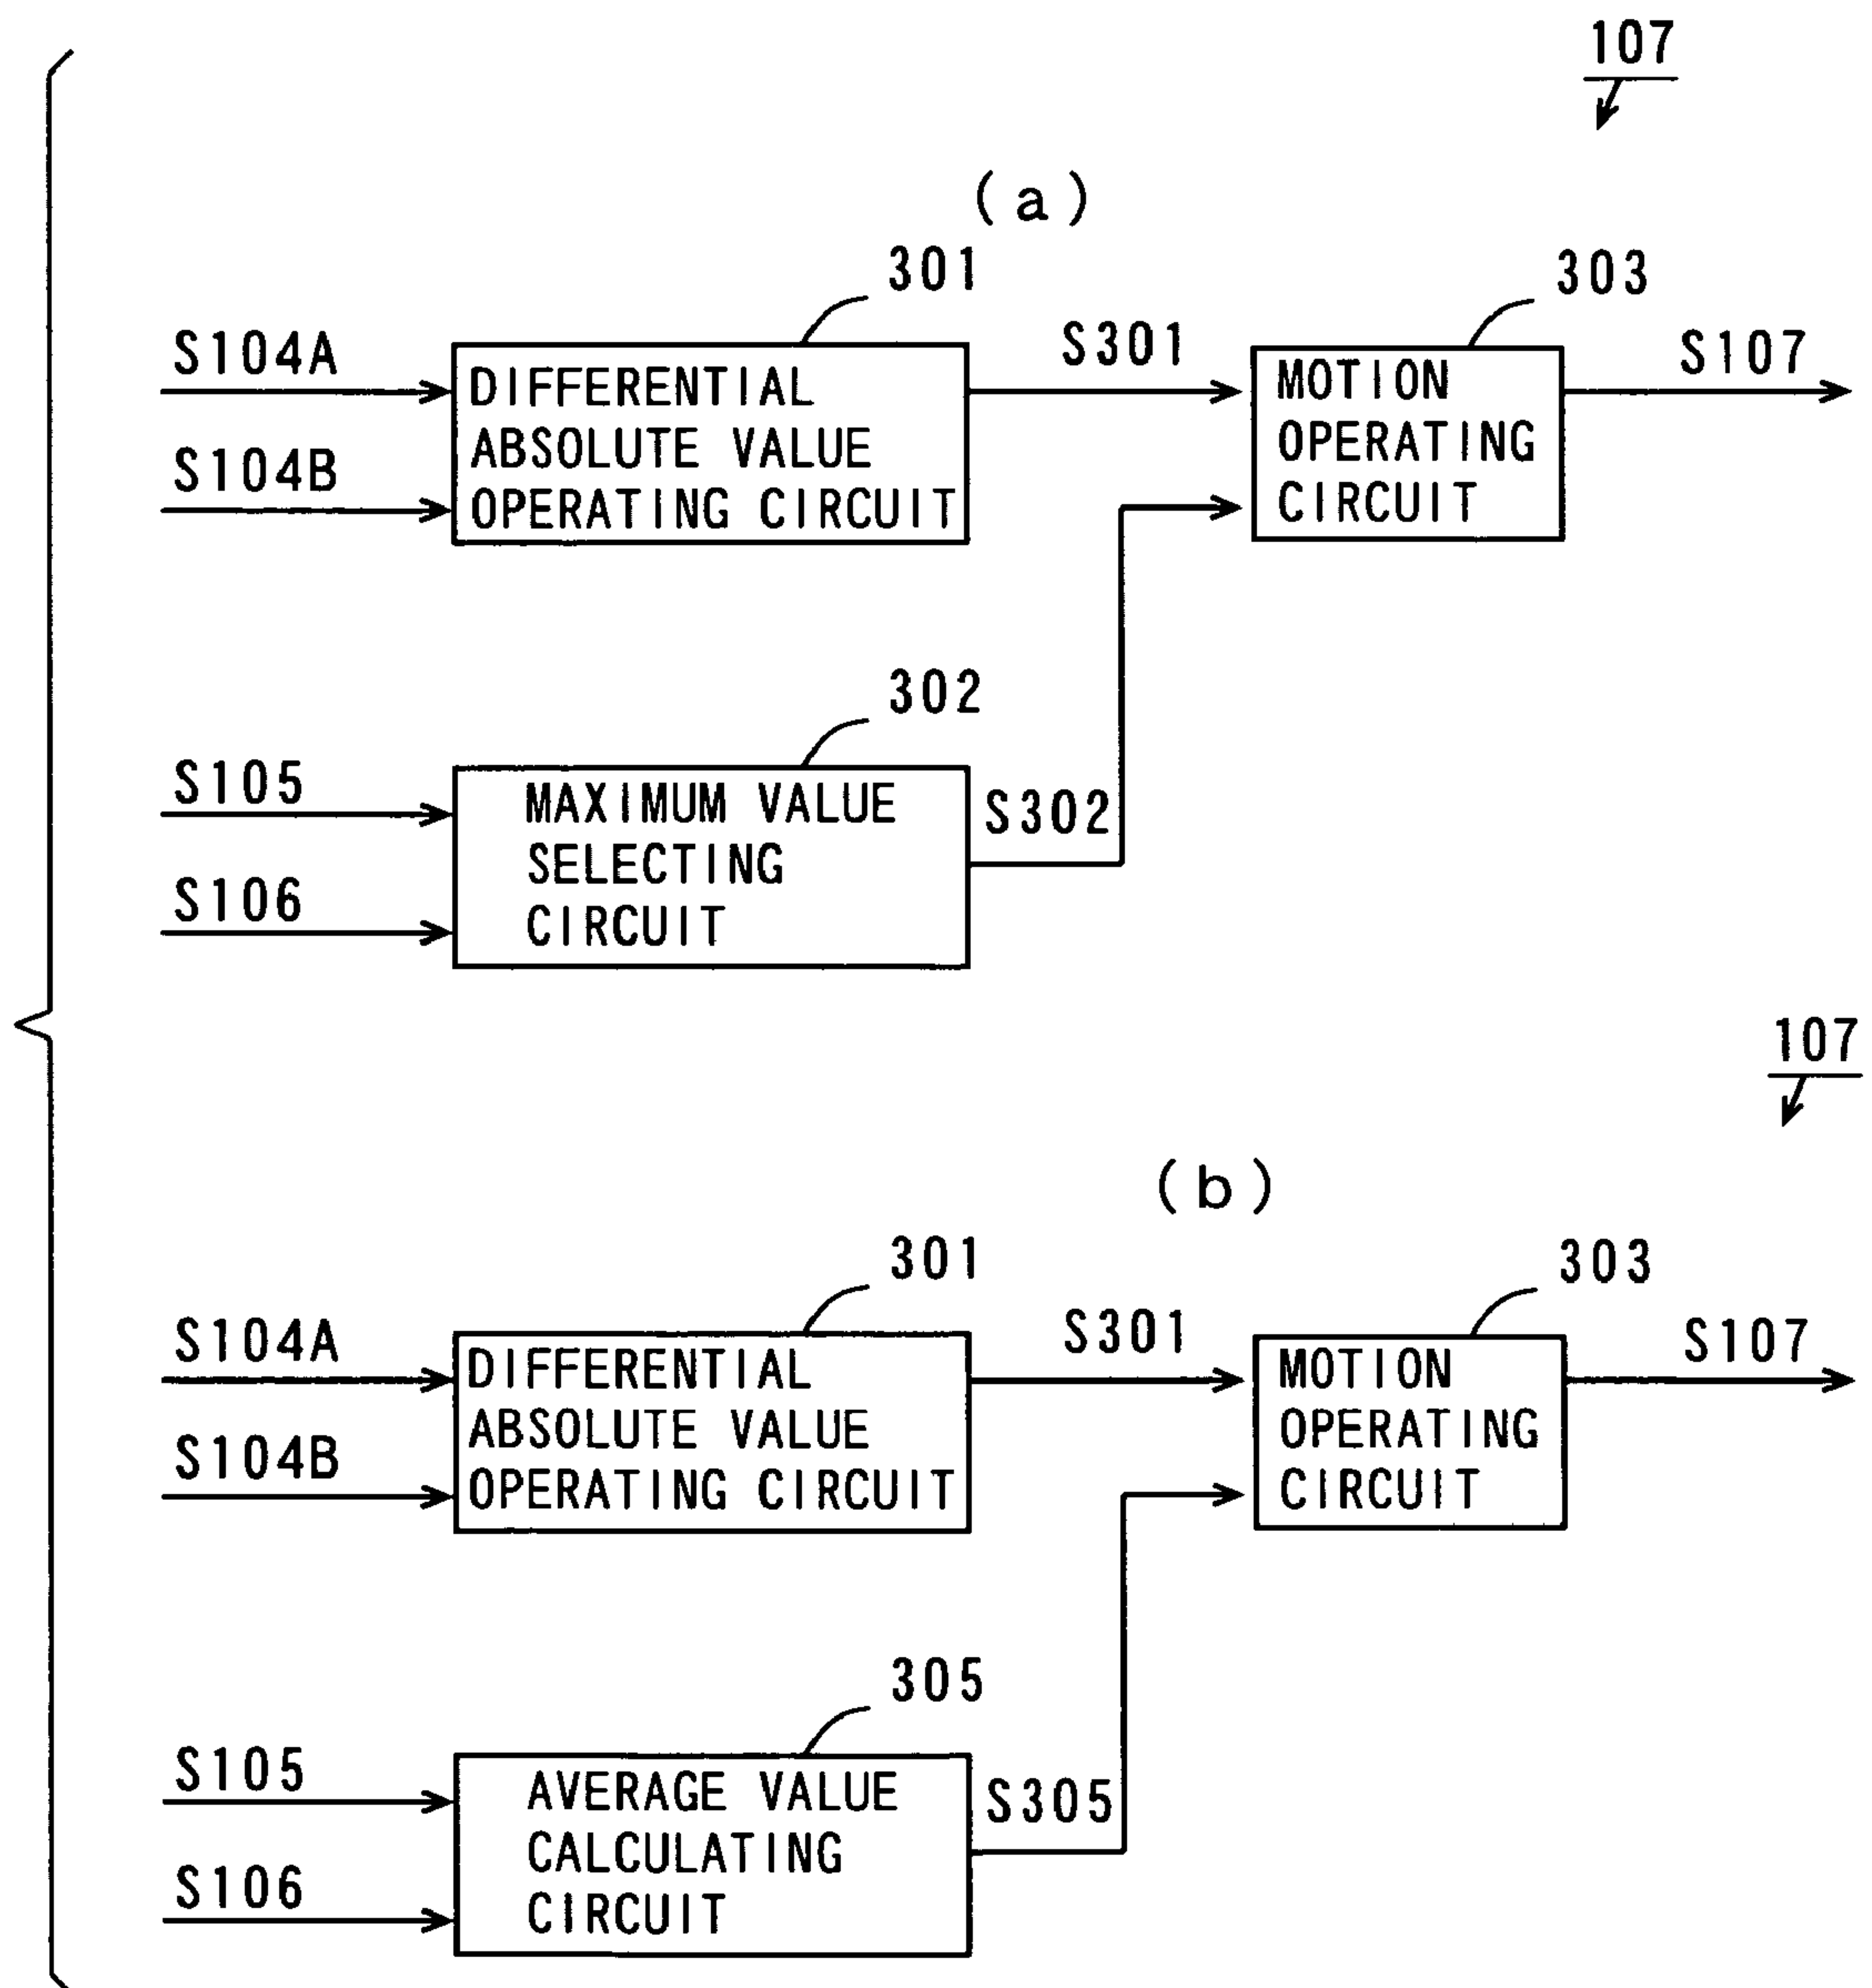 107
(a)
301
303
S104A
S301
S107
DIFFERENTIAL
ABSOLUTE VALUE
OPERATING CIRCUIT
MOTION
OPERATING
CIRCUIT
S104B
302
S105
MAXIMUM VALUE
SELECTING
CIRCUIT
S302
S106
107
(b)
301
303
S104A
S301
S107
DIFFERENTIAL
ABSOLUTE VALUE
OPERATING CIRCUIT
MOTION
OPERATING
CIRCUIT
S104B
305
S105
AVERAGE VALUE
CALCULATING
CIRCUIT
S305
S106